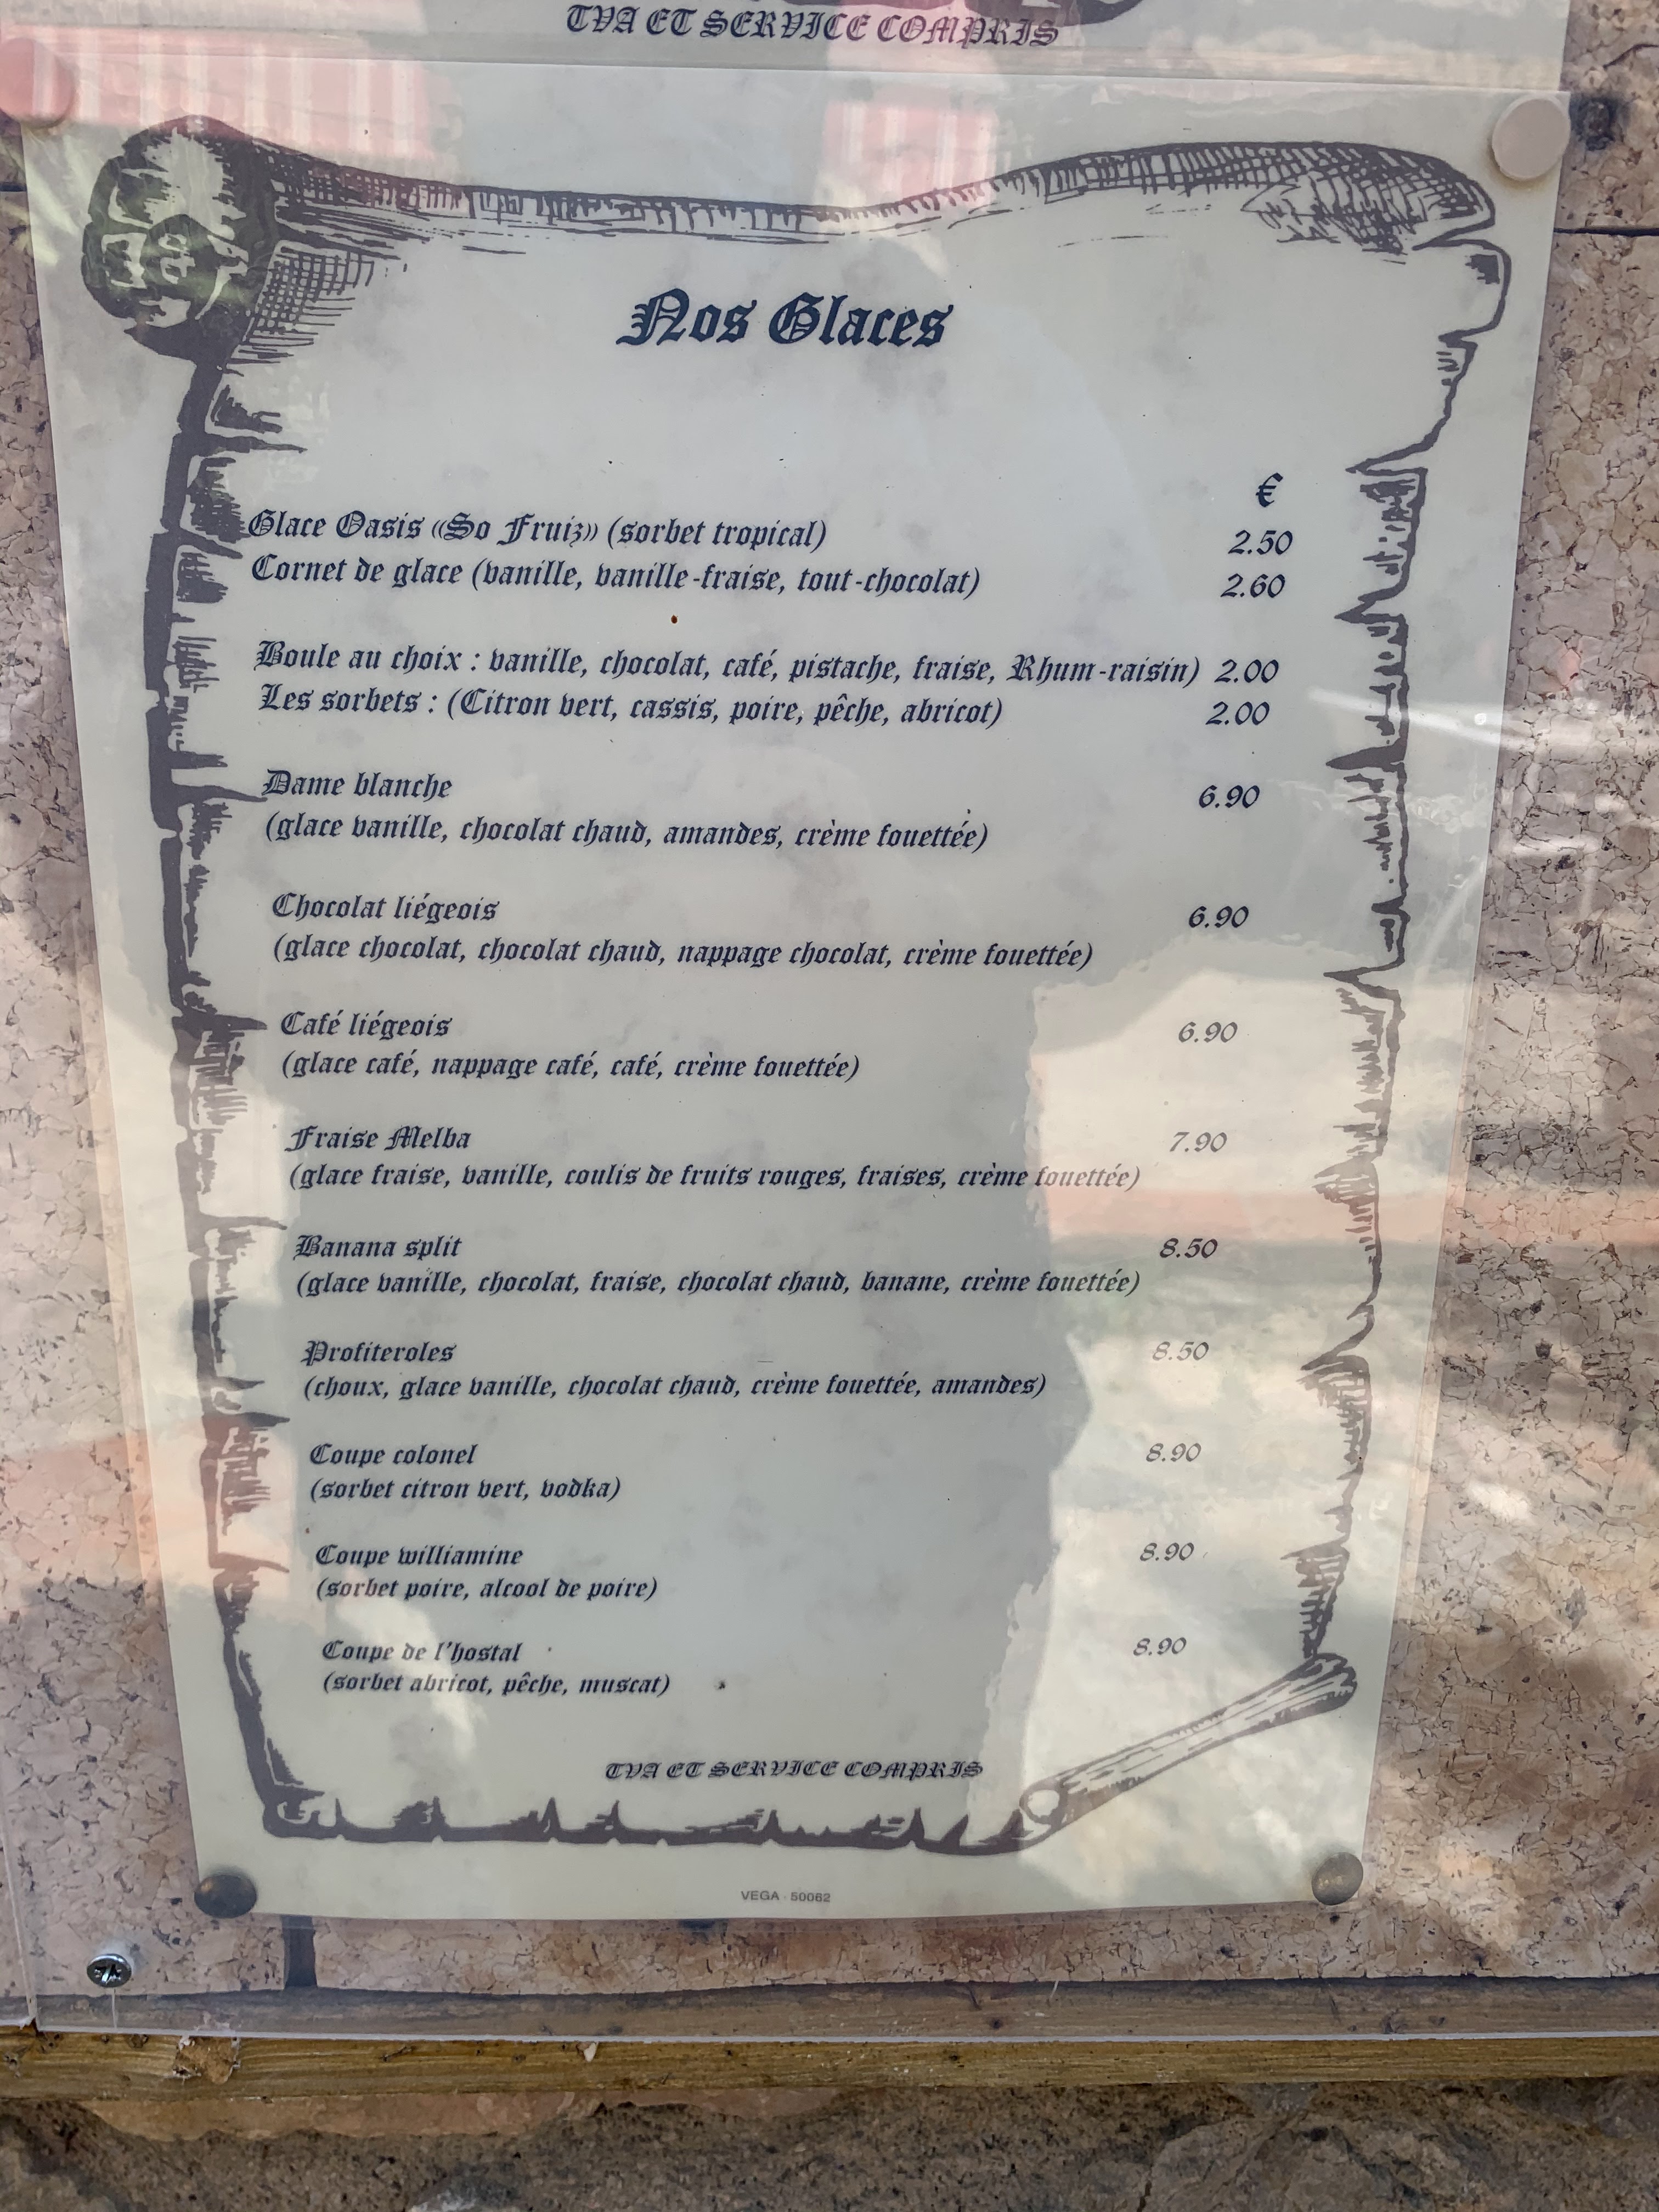 TVA ET SERVICE COMPRIS
Nos Glaces
€
Glace Oasis «So Fruiz» (sorbet tropical) 2.50
Cornet de glace (vanille, vanille-fraise, tout-chocolat) 2.60
Boule au choix : vanille, chocolat, café, pistache, fraise, Rhum-raisin) 2.00
Les sorbets : (Citron vert, cassis, poire, pêche, abricot) 2.00
Dame blanche 6.90
(glace vanille, chocolat chaud, amandes, crème fouettée)
Chocolat liégeois 6.90
(glace chocolat, chocolat chaud, nappage chocolat, crème fouettée)
Café liégeois 6.90
(glace café, nappage café, café, crème fouettée)
Fraise Melba 7.90
(glace fraise, vanille, coulis de fruits rouges, fraises, crème fouettée)
Banana split 8.50
(glace vanille, chocolat, fraise, chocolat chaud, banane, crème fouettée)
Profiteroles 8.50
(choux, glace vanille, chocolat chaud, crème fouettée, amandes)
Coupe colonel 8.90
(sorbet citron vert, vodka)
Coupe williamine 8.90
(sorbet poire, alcool de poire)
Coupe de l'hostal 8.90
(sorbet abricot, pêche, muscat)
TVA ET SERVICE COMPRIS
VEGA - 50062